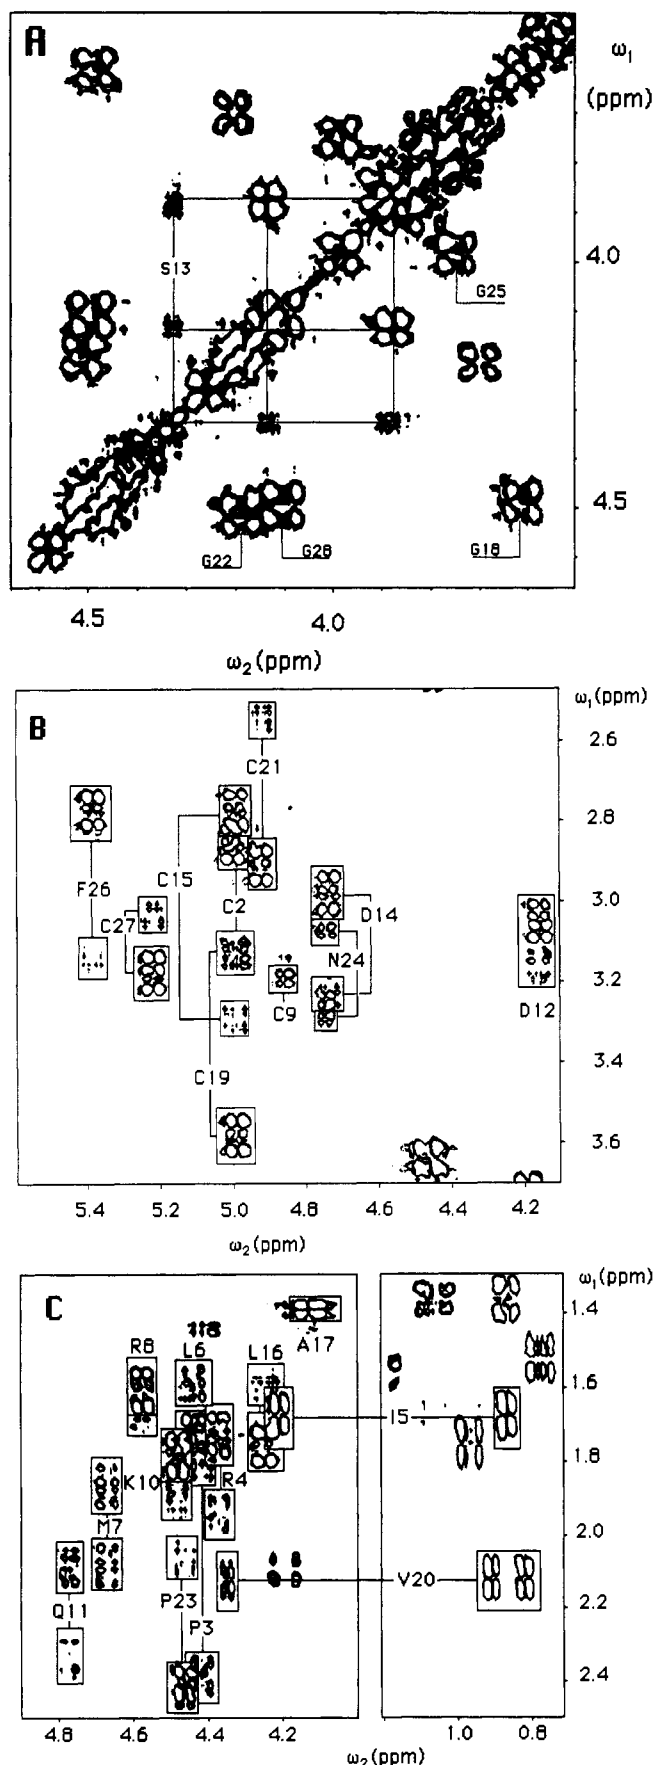 A
ω1
(ppm)
S13
4.0
G25
4.5
G22
G28
G18
4.5
4.0
ω2 (ppm)
B
ω1(ppm)
2.6
C21
2.8
C15
F26
C2
3.0
C27
D14
N24
3.2
C9
D12
C19
3.4
3.6
5.4
5.2
5.0
4.8
4.6
4.4
4.2
ω2 (ppm)
C
ω1(ppm)
1.4
A17
R8
L6
L16
1.6
I5
1.8
K10
R4
M7
2.0
V20
Q11
P23
2.2
P3
2.4
4.8
4.6
4.4
4.2
1.0
0.8
ω2(ppm)